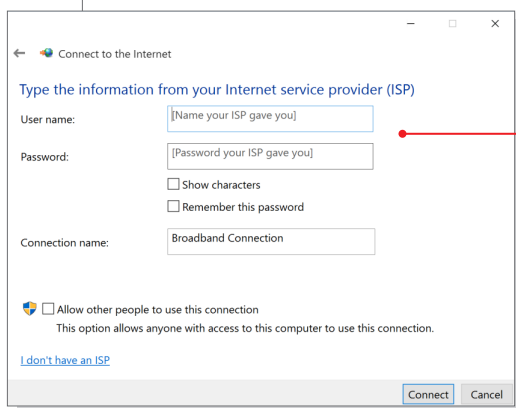 Connect to the Internet
Type the information from your Internet service provider (ISP)
User name:
[Name your ISP gave you]
Password:
[Password your ISP gave you]
Show characters
Remember this password
Connection name:
Broadband Connection
Allow other people to use this connection
This option allows anyone with access to this computer to use this connection.
I don't have an ISP
Connect
Cancel